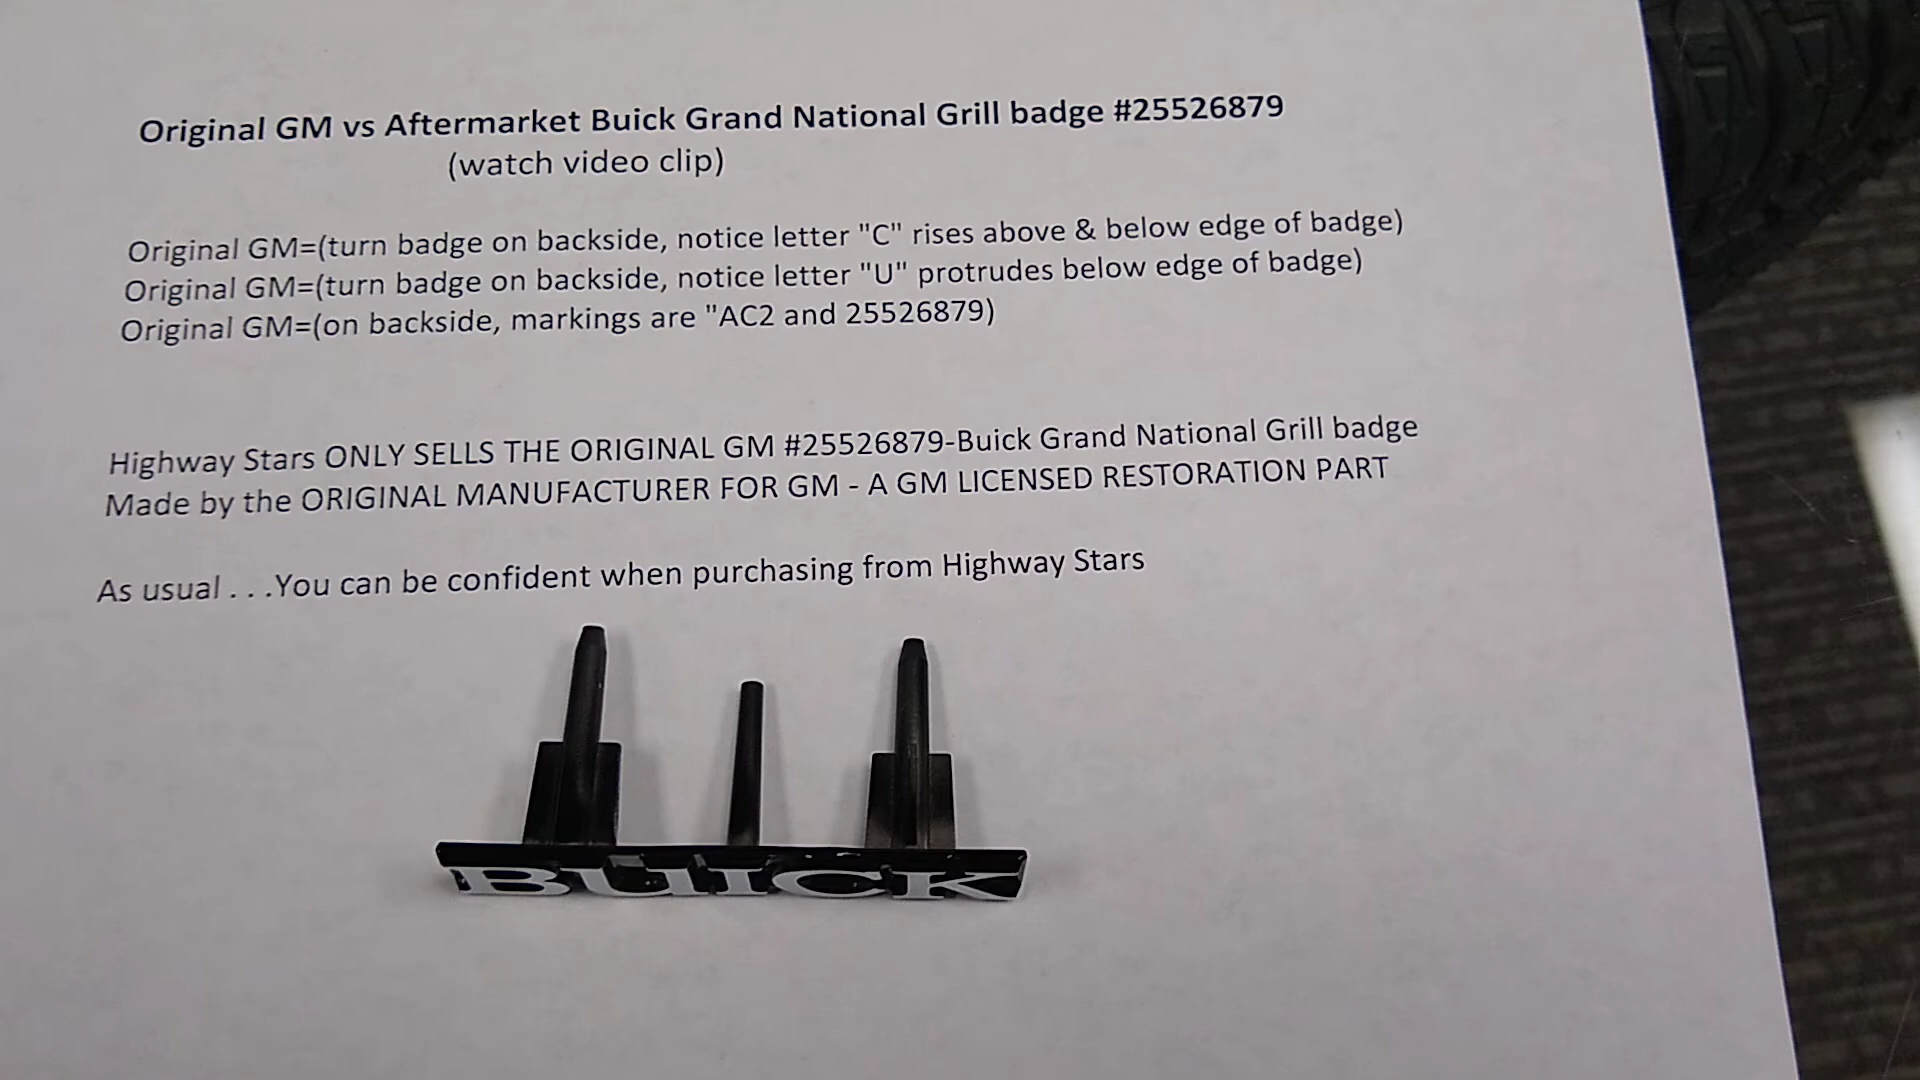 Original GM vs Aftermarket Buick Grand National Grill badge #25526879
(watch video clip)
Original GM=(turn badge on backside, notice letter "C" rises above & below edge of badge)
Original GM=(turn badge on backside, notice letter "U" protrudes below edge of badge)
Original GM=(on backside, markings are "AC2 and 25526879)
Highway Stars ONLY SELLS THE ORIGINAL GM #25526879-Buick Grand National Grill badge
Made by the ORIGINAL MANUFACTURER FOR GM - A GM LICENSED RESTORATION PART
As usual . . .You can be confident when purchasing from Highway Stars
BUICK